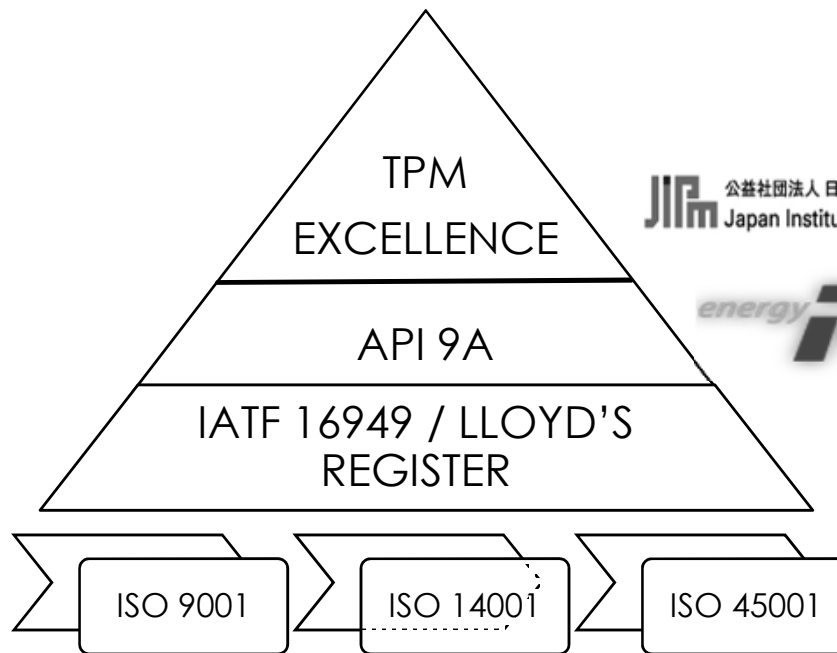 TPM
EXCELLENCE
公益社団法人 日
Japan Institu
energy
API 9A
IATF 16949 / LLOYD’S
REGISTER
ISO 9001
ISO 14001
ISO 45001